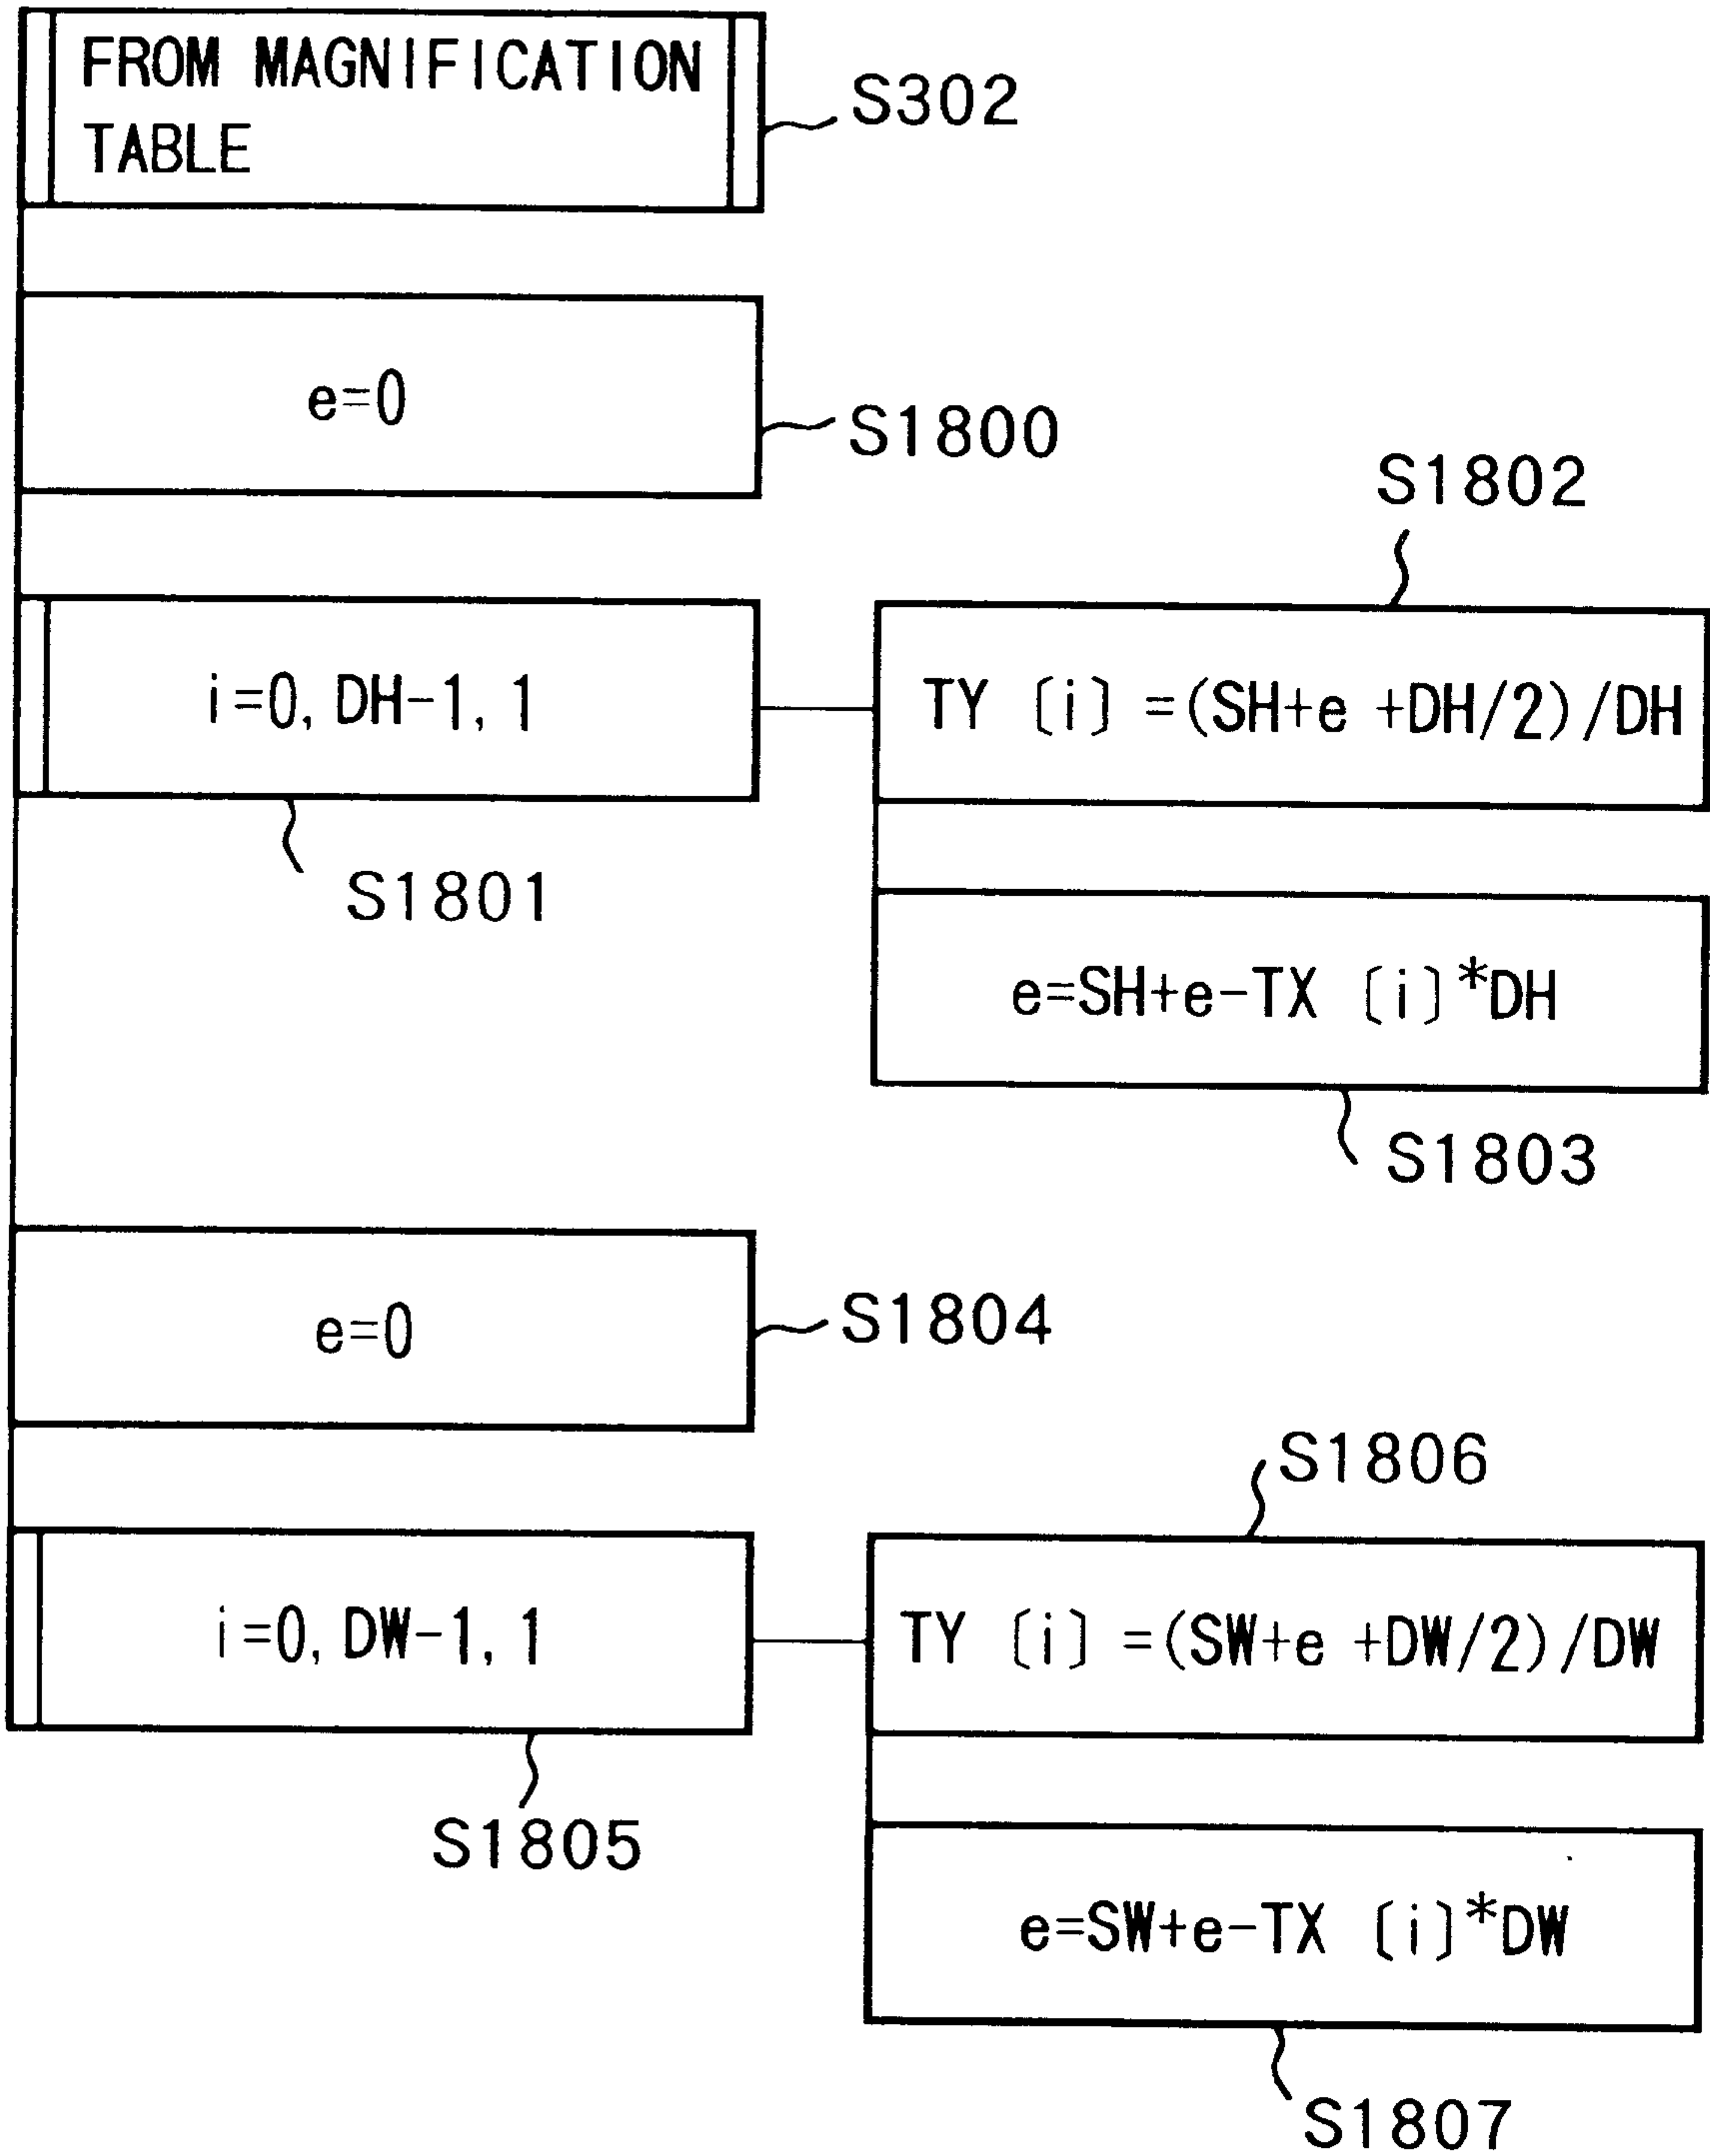 FROM MAGNIFICATION
TABLE
S302
e=0
S1800
S1802
i=0, DH-1, 1
TY 〔i〕 =(SH+e +DH/2)/DH
S1801
e=SH+e-TX 〔i〕*DH
S1803
e=0
S1804
S1806
i=0, DW-1, 1
TY 〔i〕 =(SW+e +DW/2)/DW
S1805
e=SW+e-TX 〔i〕*DW
S1807